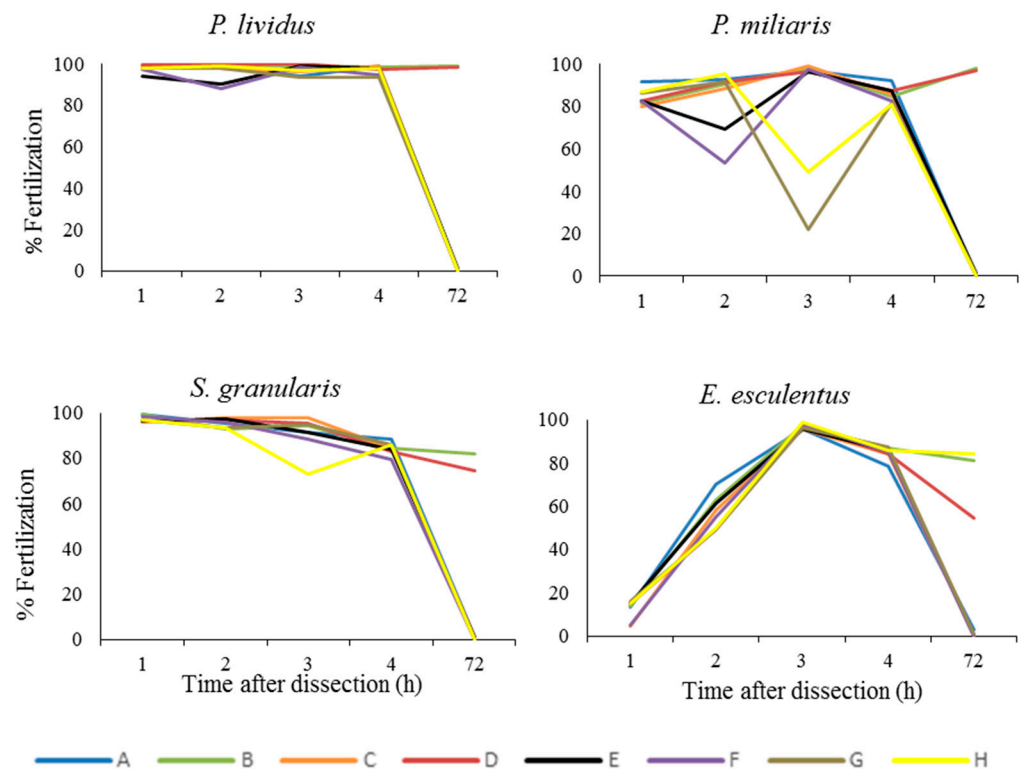 P. lividus
P. miliaris
% Fertilization
100
80
60
40
20
0
1 2 3 4 72
100
80
60
40
20
0
1 2 3 4 72
S. granularis
E. esculentus
% Fertilization
100
80
60
40
20
0
1 2 3 4 72
Time after dissection (h)
100
80
60
40
20
0
1 2 3 4 72
Time after dissection (h)
A B C D E F G H